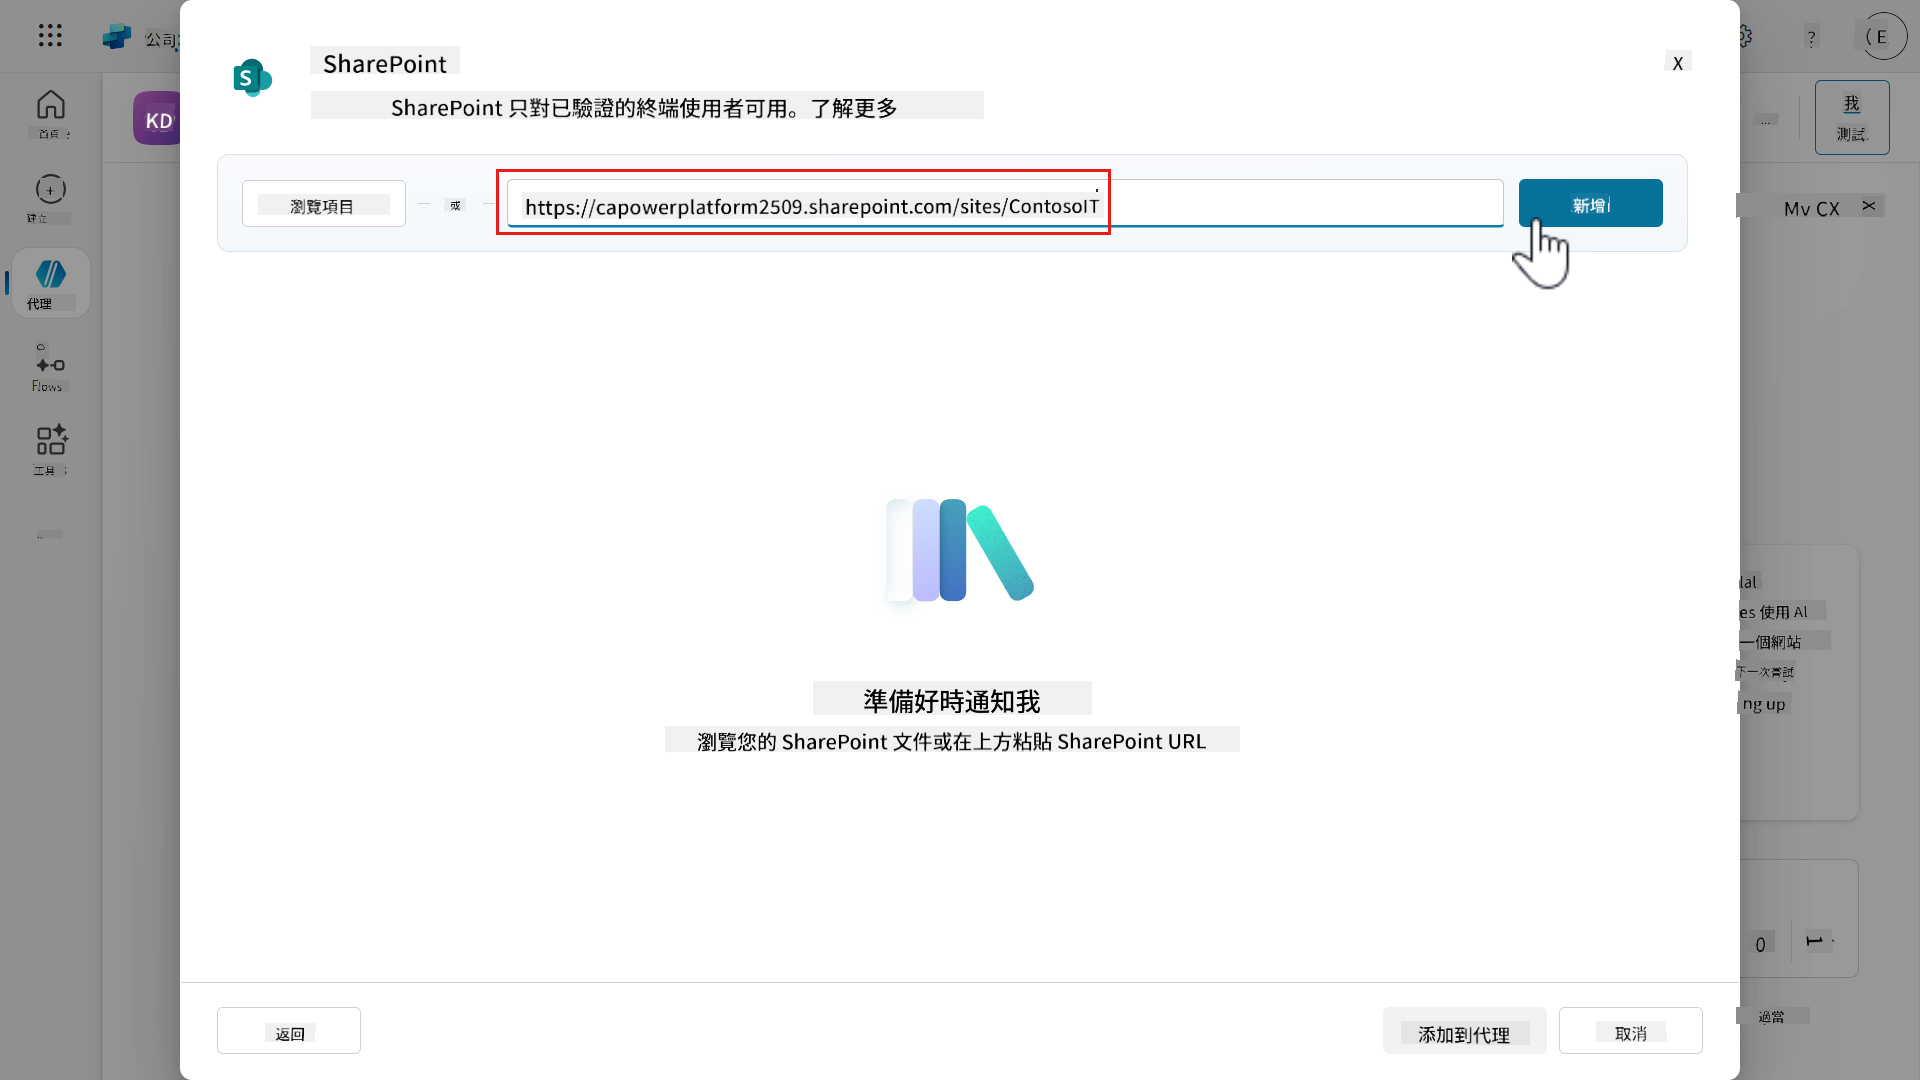 公司
?
E
SharePoint
X
SharePoint 只對已驗證的終端使用者可用。了解更多
KD
首頁
我
測試
...
瀏覽項目
或
https://capowerplatform2509.sharepoint.com/sites/ContosoIT
新增
建立
My CX
代理
Flows
工具
...
es 使用 AI
一個網站
下一次嘗試
ng up
準備好時通知我
瀏覽您的 SharePoint 文件或在上方粘貼 SharePoint URL
0
適當
返回
添加到代理
取消